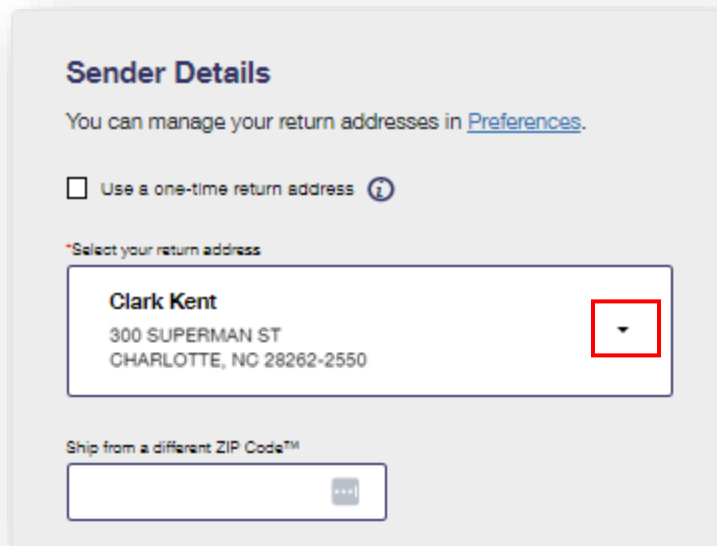 Sender Details
You can manage your return addresses in Preferences.
Use a one-time return address
*Select your return address
Clark Kent
300 SUPERMAN ST
CHARLOTTE, NC 28262-2550
Ship from a different ZIP Code™